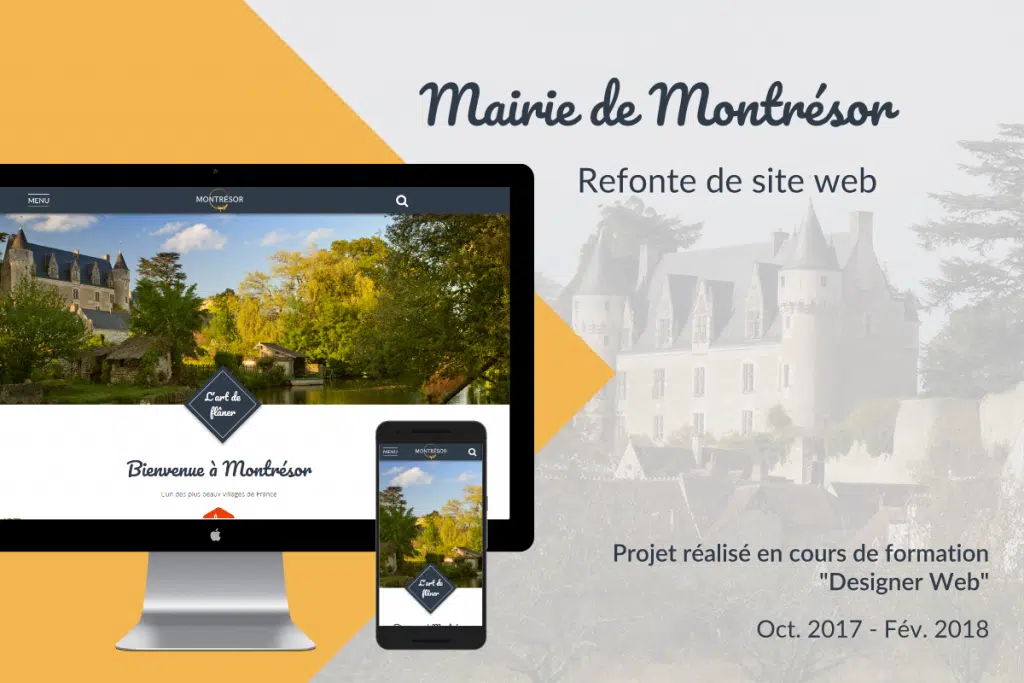 Mairie de Montrésor
Refonte de site web
MENU
MONTRÉSOR
L'art de
flâner
Bienvenue à Montrésor
L'un des plus beaux villages de France
MENU
MONTRÉSOR
L'art de
flâner
Projet réalisé en cours de formation
"Designer Web"
Oct. 2017 - Fév. 2018